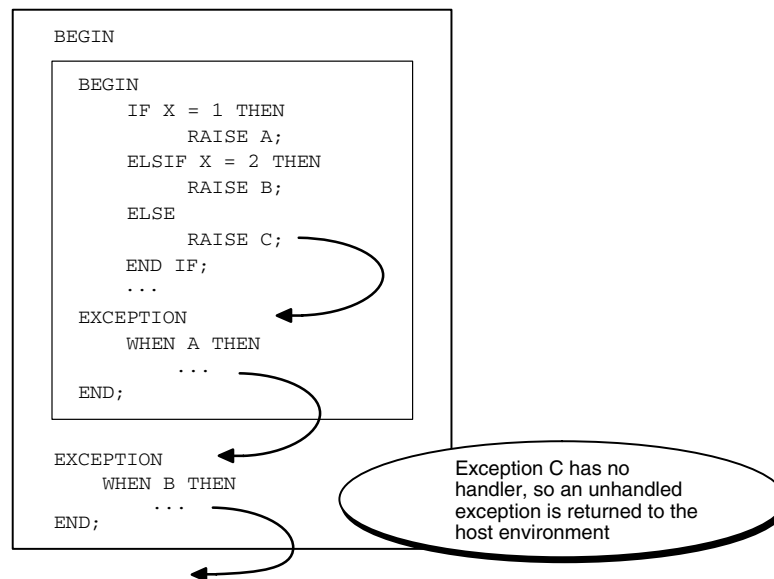 BEGIN
BEGIN
IF X = 1 THEN
RAISE A;
ELSIF X = 2 THEN
RAISE B;
ELSE
RAISE C;
END IF;
...
EXCEPTION
WHEN A THEN
...
END;
EXCEPTION
WHEN B THEN
...
END;
Exception C has no
handler, so an unhandled
exception is returned to the
host environment